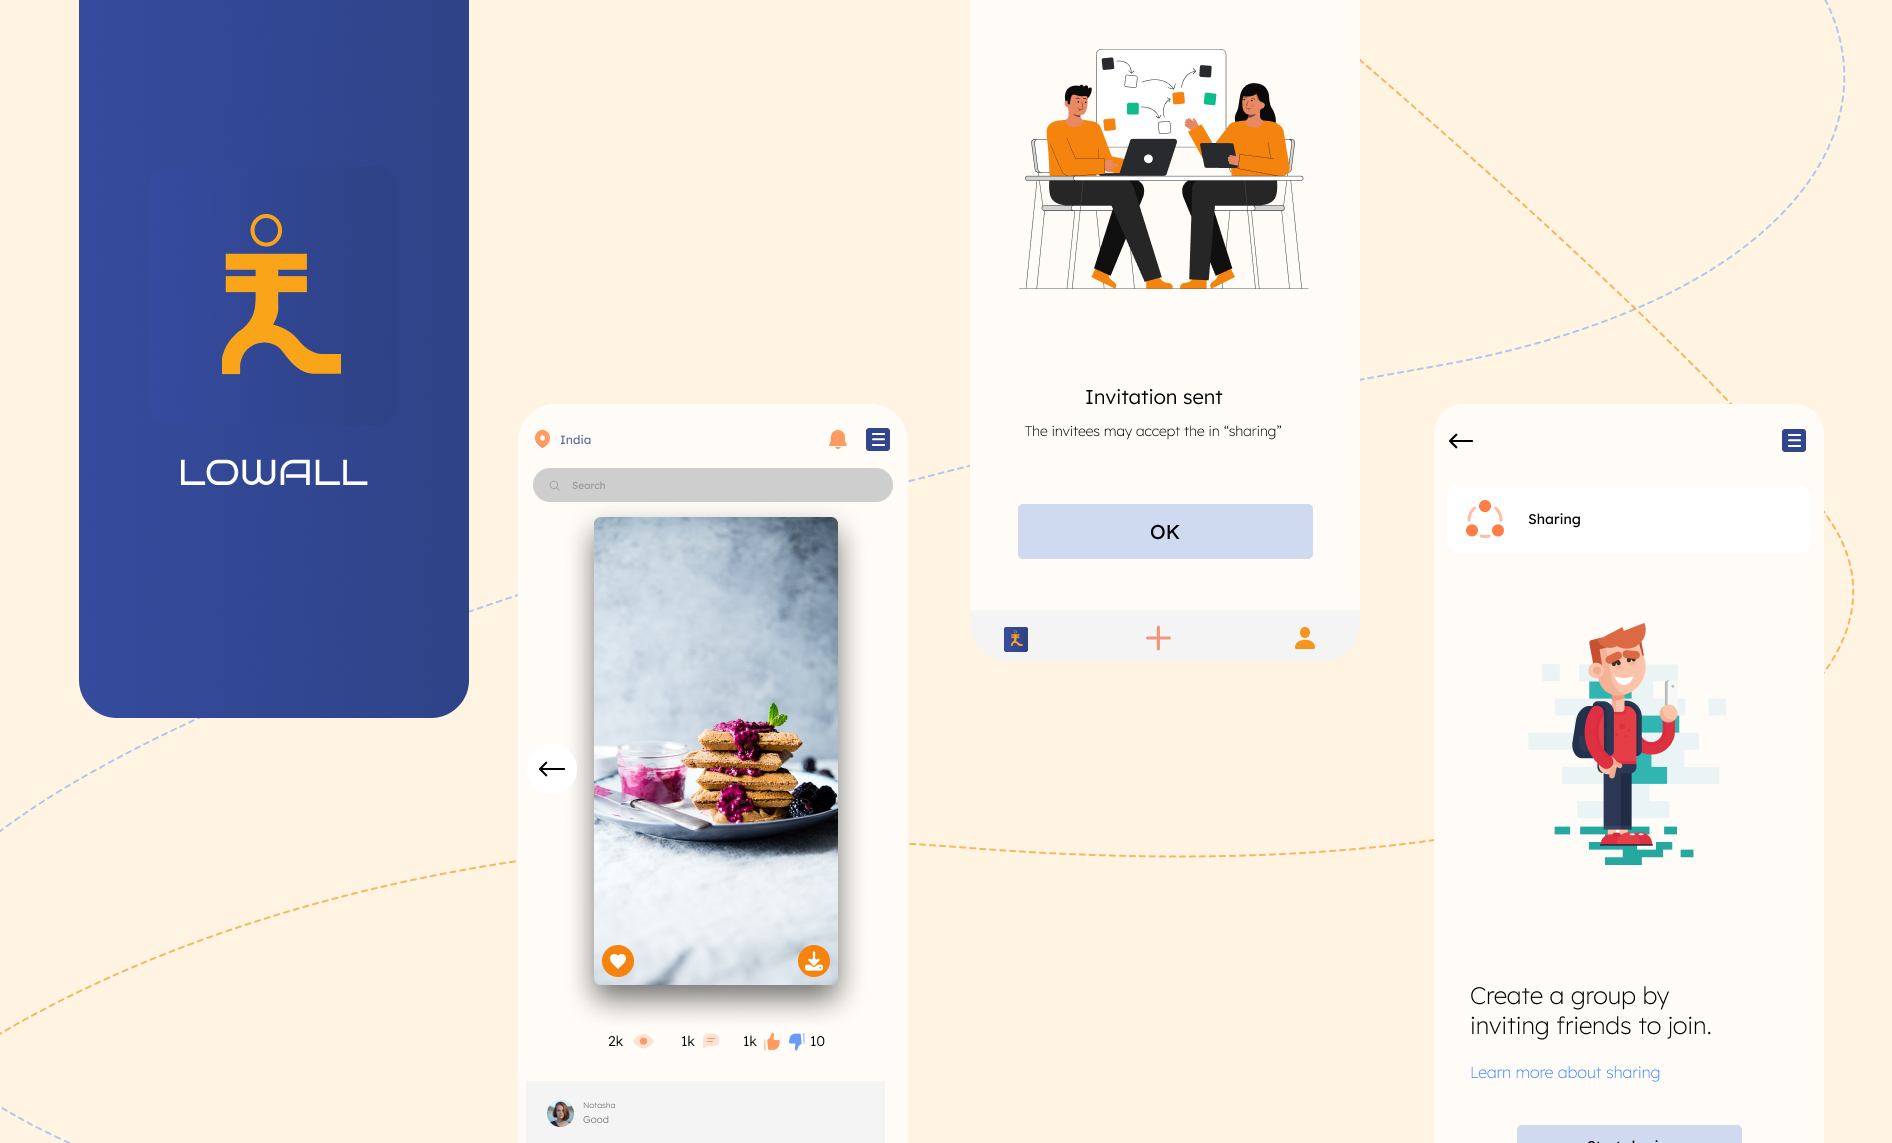 LOWALL
India
Search
2k
1k
1k
10
Natasha
Good
Invitation sent
The invitees may accept the in “sharing”
OK
Sharing
Create a group by
inviting friends to join.
Learn more about sharing